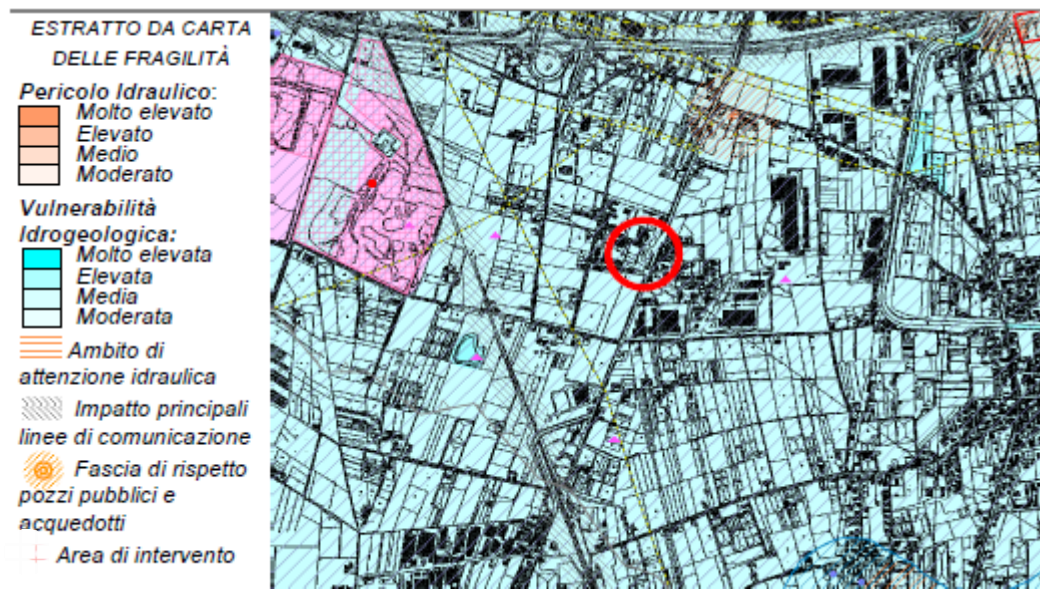 ESTRATTO DA CARTA
DELLE FRAGILITÀ
Pericolo Idraulico:
Molto elevato
Elevato
Medio
Moderato
Vulnerabilità
Idrogeologica:
Molto elevata
Elevata
Media
Moderata
Ambito di
attenzione idraulica
Impatto principali
linee di comunicazione
Fascia di rispetto
pozzi pubblici e
acquedotti
Area di intervento